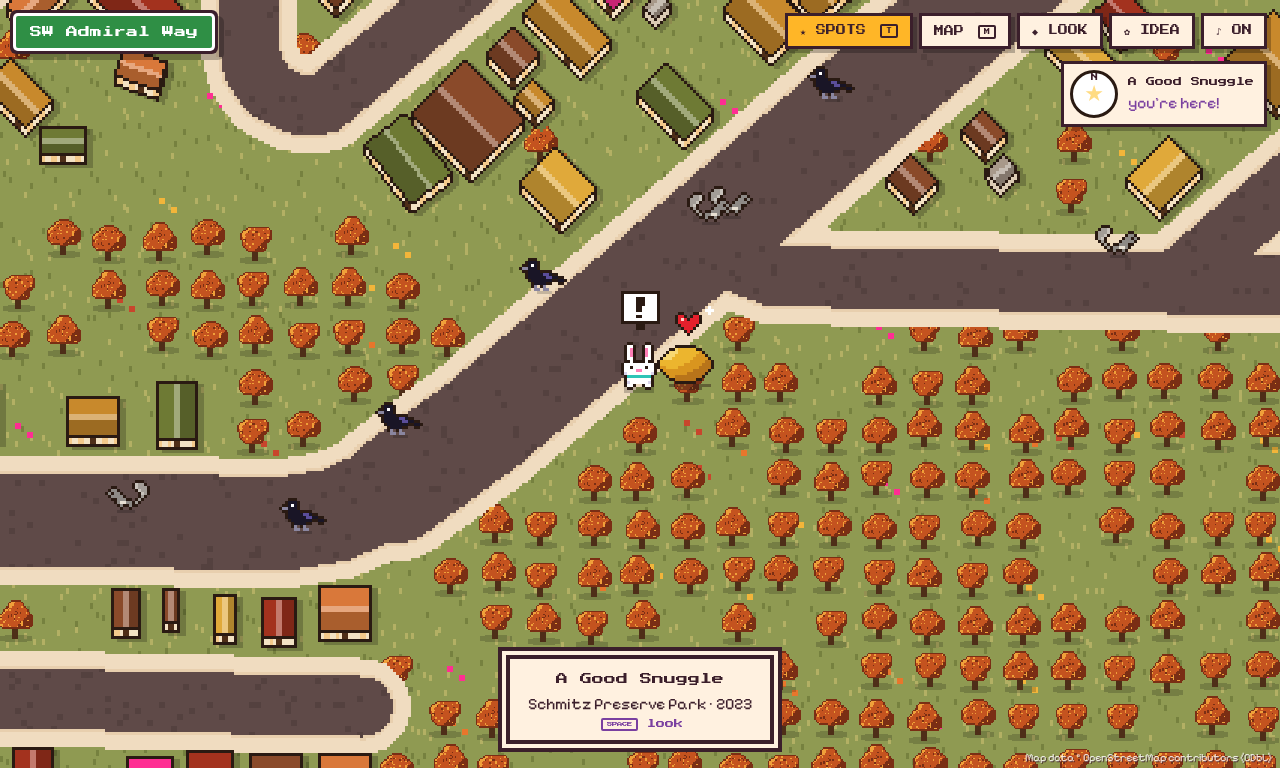 SW Admiral Way
★ SPOTS T
MAP M
◆ LOOK
✿ IDEA
♪ ON
N
A Good Snuggle
you're here!
!
A Good Snuggle
Schmitz Preserve Park · 2023
SPACE look
Map data © OpenStreetMap contributors (ODbL)